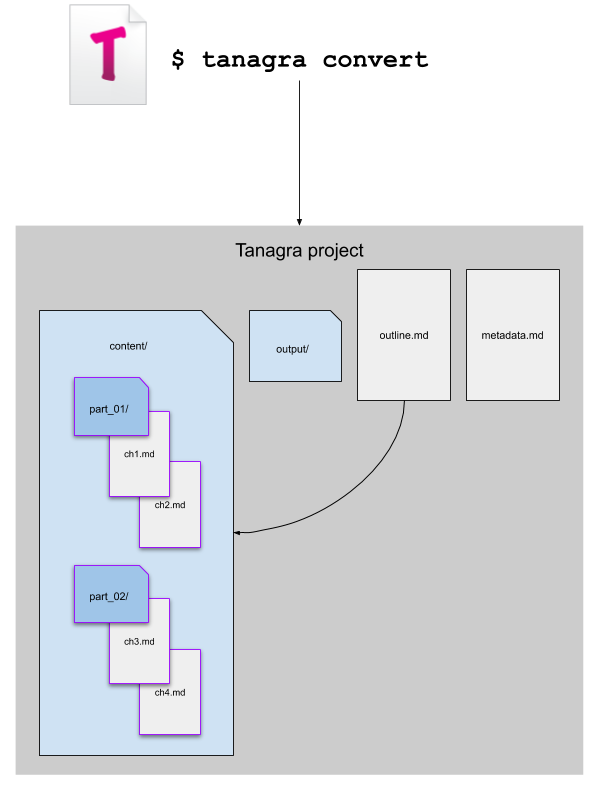 T
$ tanagra convert
Tanagra project
content/
output/
outline.md
metadata.md
part_01/
ch1.md
ch2.md
part_02/
ch3.md
ch4.md